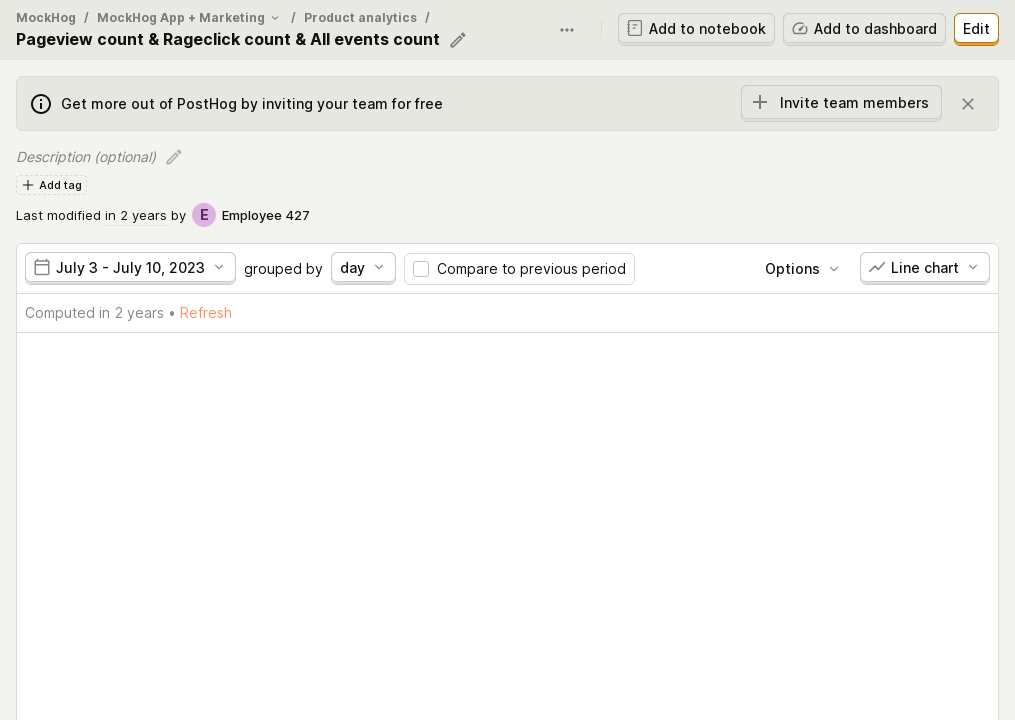 MockHog / MockHog App + Marketing / Product analytics /
Pageview count & Rageclick count & All events count
Add to notebook
Add to dashboard
Edit
Get more out of PostHog by inviting your team for free
Invite team members
Description (optional)
Add tag
Last modified in 2 years by E Employee 427
July 3 - July 10, 2023 grouped by day Compare to previous period Options Line chart
Computed in 2 years • Refresh